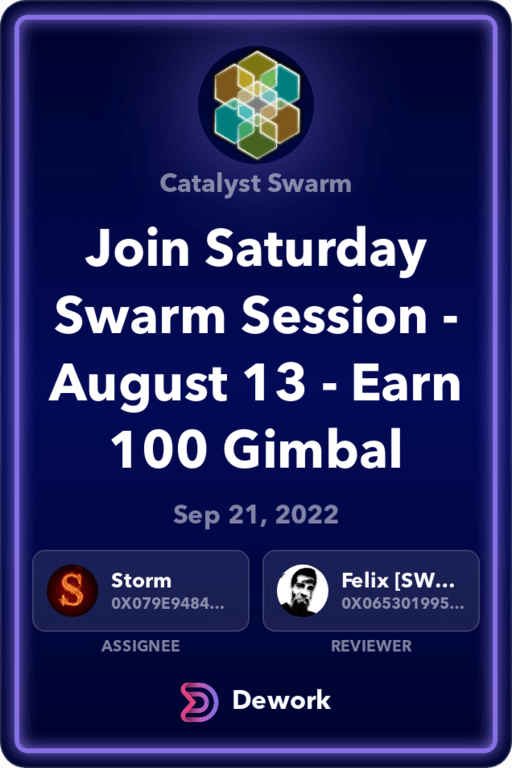 Catalyst Swarm
Join Saturday
Swarm Session -
August 13 - Earn
100 Gimbal
Sep 21, 2022
S
Storm
0X079E9484...
ASSIGNEE
Felix [SW...
0X065301995...
REVIEWER
Dework